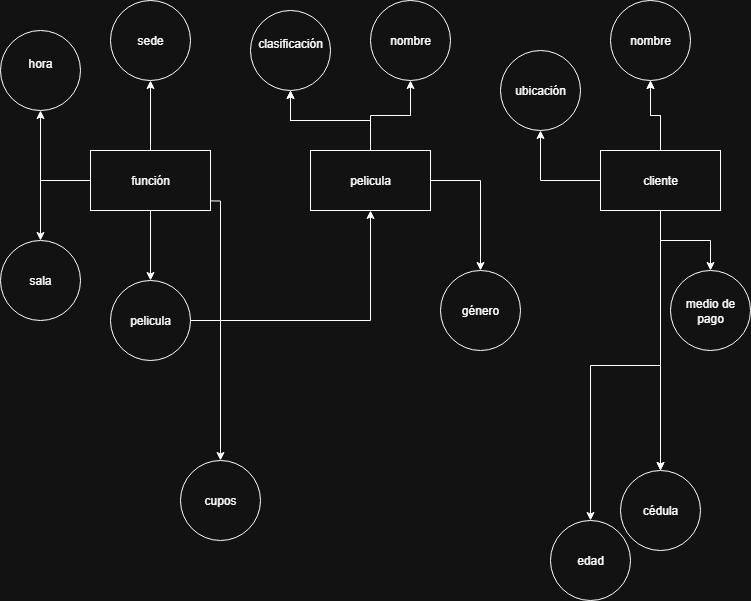 hora
sede
clasificación
nombre
ubicación
nombre
función
pelicula
cliente
sala
pelicula
género
medio de
pago
cupos
cédula
edad